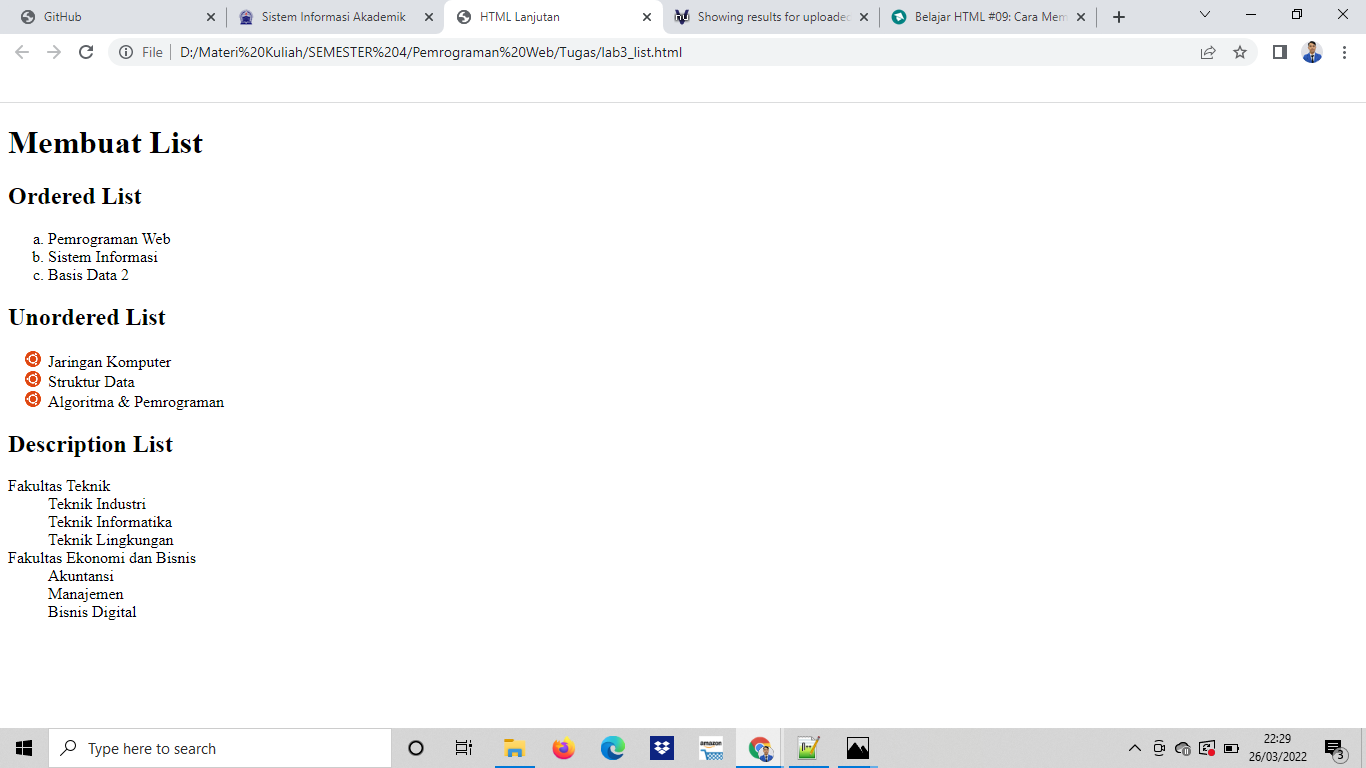 GitHub
Sistem Informasi Akademik
HTML Lanjutan
Showing results for uploaded
Belajar HTML #09: Cara Mem
File
D:/Materi%20Kuliah/SEMESTER%204/Pemrograman%20Web/Tugas/lab3_list.html
Membuat List
Ordered List
a. Pemrograman Web
b. Sistem Informasi
c. Basis Data 2
Unordered List
Jaringan Komputer
Struktur Data
Algoritma & Pemrograman
Description List
Fakultas Teknik
Teknik Industri
Teknik Informatika
Teknik Lingkungan
Fakultas Ekonomi dan Bisnis
Akuntansi
Manajemen
Bisnis Digital
Type here to search
amazon
22:29
26/03/2022
3